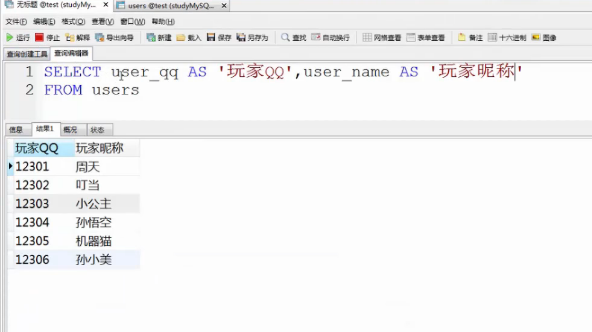 无标题 @test (studyMySQ... users @test (studyMySQ...
文件(F) 编辑(E) 格式(O) 查看(V) 窗口(W) 帮助(H)
运行 停止 解释 导出向导 新建 载入 保存 另存为 查找 自动换行 网格查看 表单查看 备注 十六进制 图像
查询创建工具 查询编辑器
1 SELECT user_qq AS '玩家QQ',user_name AS '玩家昵称'
2 FROM users
信息 结果1 概况 状态
玩家QQ 玩家昵称
12301 周天
12302 叮当
12303 小公主
12304 孙悟空
12305 机器猫
12306 孙小美